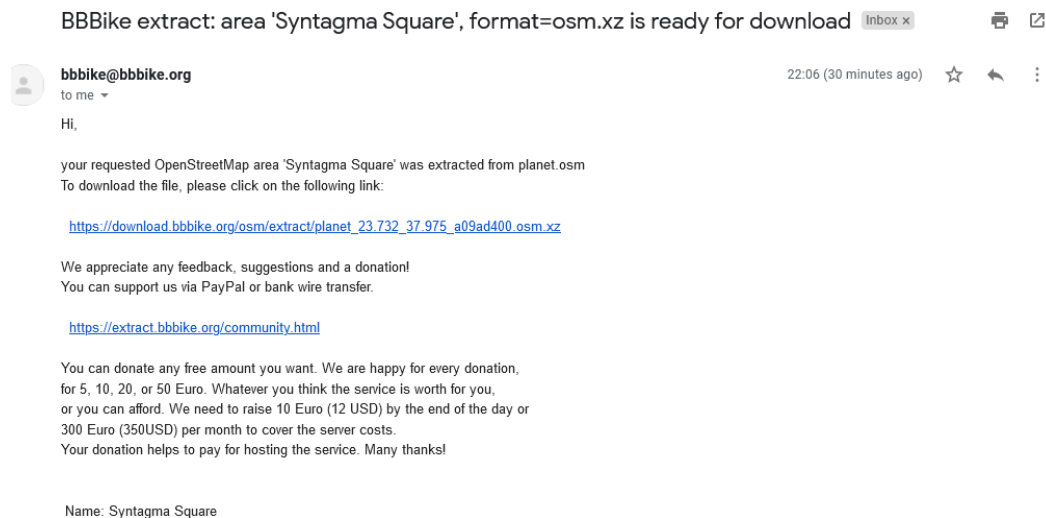 BBBike extract: area 'Syntagma Square', format=osm.xz is ready for download Inbox ×
bbbike@bbbike.org 22:06 (30 minutes ago)
to me
Hi,
your requested OpenStreetMap area 'Syntagma Square' was extracted from planet.osm
To download the file, please click on the following link:
https://download.bbbike.org/osm/extract/planet_23.732_37.975_a09ad400.osm.xz
We appreciate any feedback, suggestions and a donation!
You can support us via PayPal or bank wire transfer.
https://extract.bbbike.org/community.html
You can donate any free amount you want. We are happy for every donation,
for 5, 10, 20, or 50 Euro. Whatever you think the service is worth for you,
or you can afford. We need to raise 10 Euro (12 USD) by the end of the day or
300 Euro (350USD) per month to cover the server costs.
Your donation helps to pay for hosting the service. Many thanks!
Name: Syntagma Square